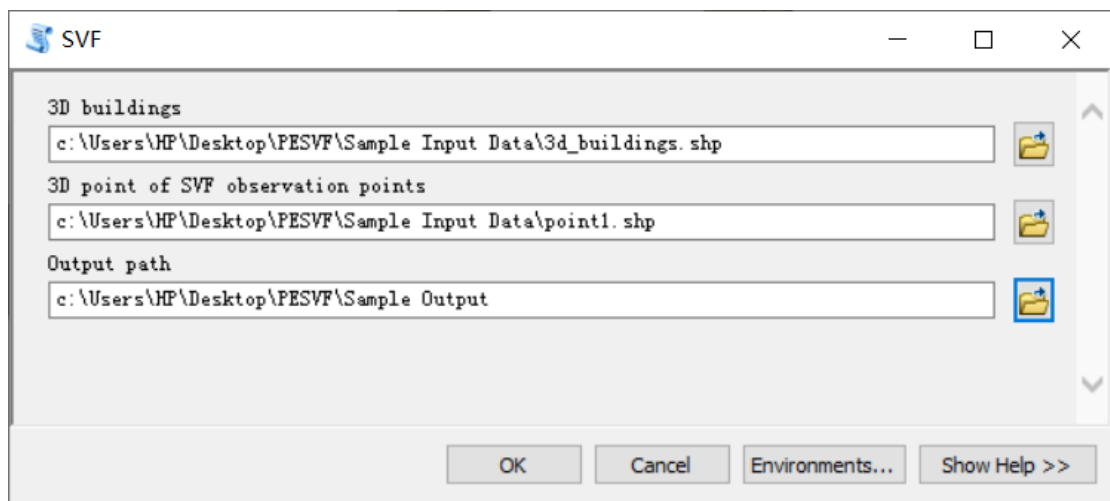 SVF
3D buildings
c:\Users\HP\Desktop\PESVF\Sample Input Data\3d_buildings.shp
3D point of SVF observation points
c:\Users\HP\Desktop\PESVF\Sample Input Data\point1.shp
Output path
c:\Users\HP\Desktop\PESVF\Sample Output
OK Cancel Environments... Show Help >>